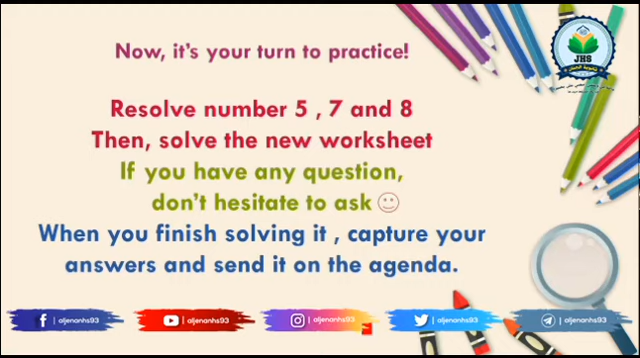 Now, it's your turn to practice!
JHS
Resolve number 5 , 7 and 8
Then, solve the new worksheet
If you have any question,
don't hesitate to ask
When you finish solving it , capture your
answers and send it on the agenda.
f | aljenanhs93
| aljenanhs93
| aljenanhs93
| aljenanhs93
| aljenanhs93